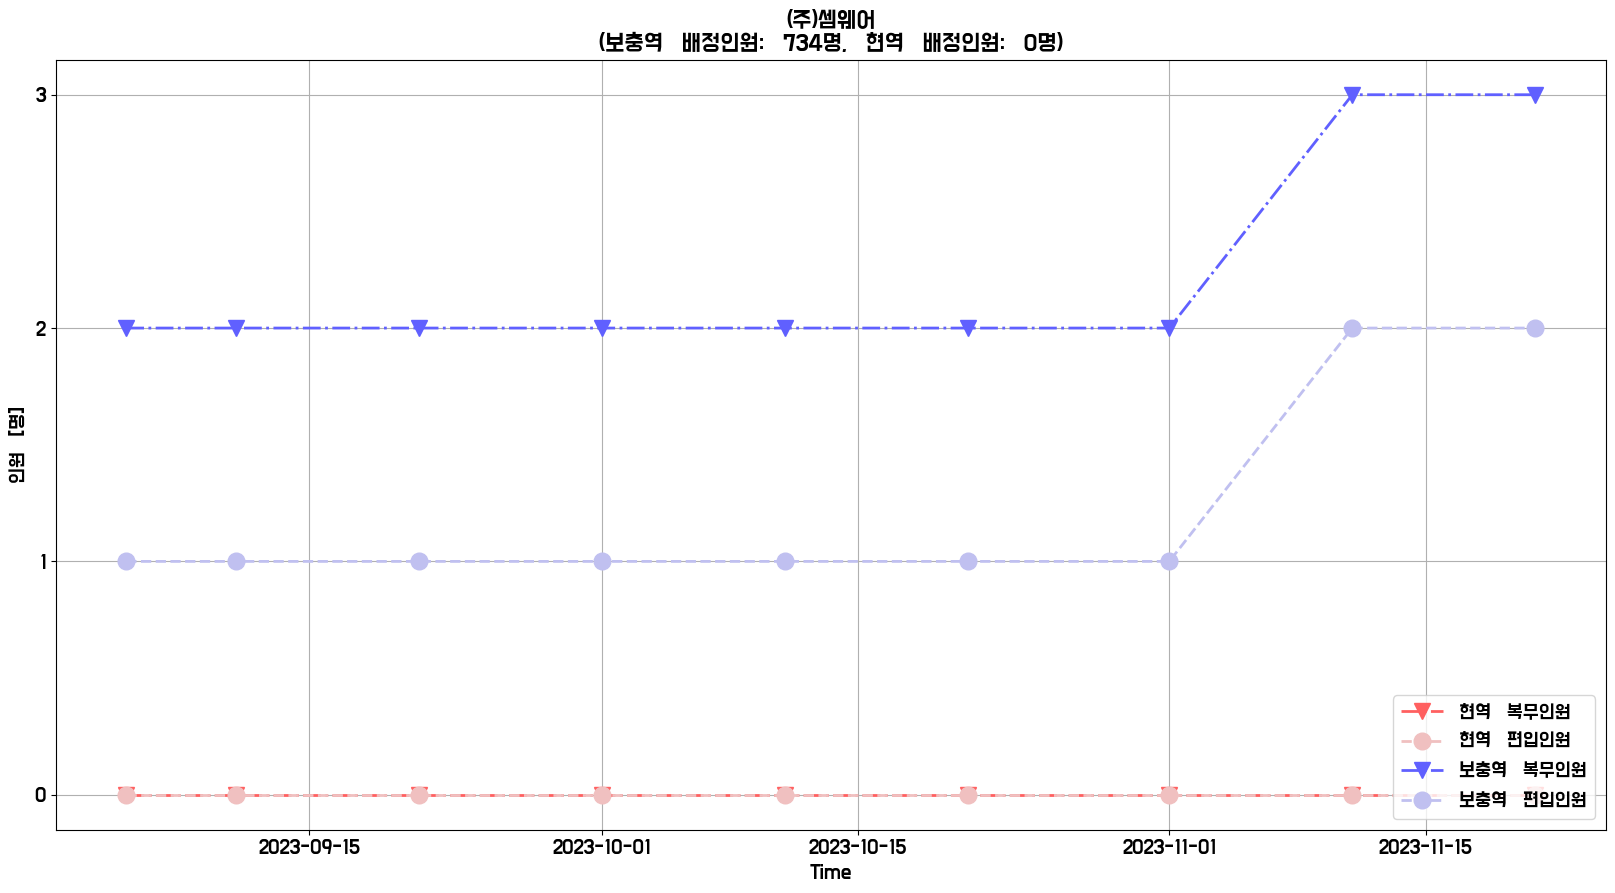 (주)셈웨어
(보충역 배정인원: 734명, 현역 배정인원: 0명)
3
2
1
0
인원 [명]
2023-09-15 2023-10-01 2023-10-15 2023-11-01 2023-11-15
Time
현역 복무인원
현역 편입인원
보충역 복무인원
보충역 편입인원